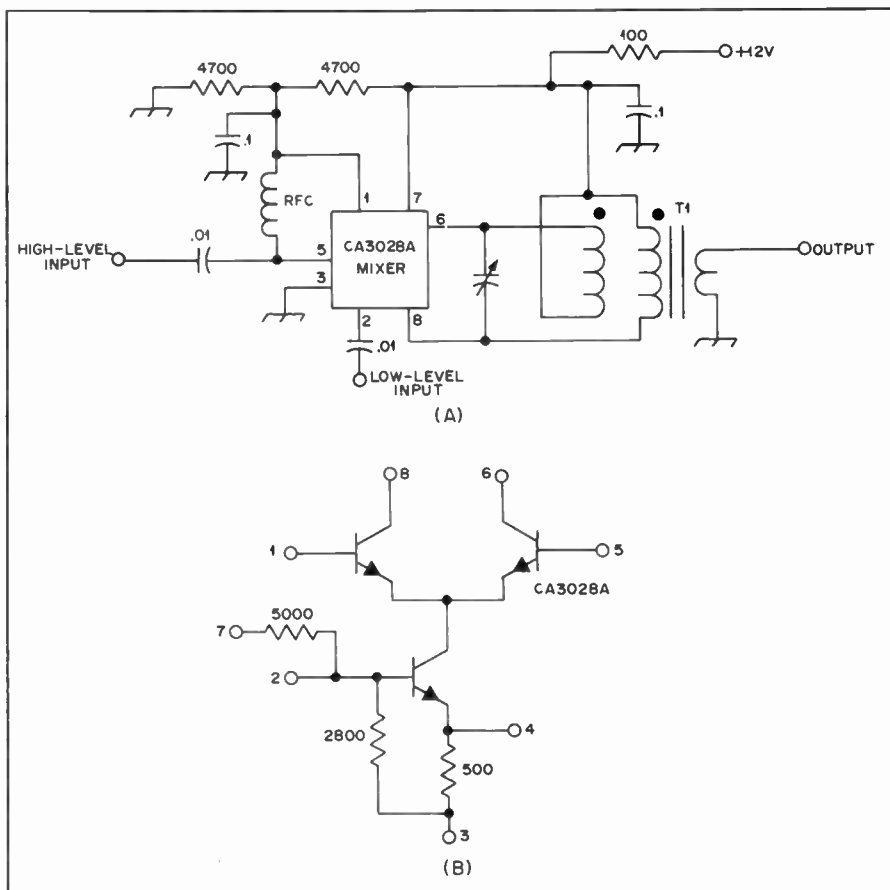 100
+12V
4700
4700
.1
.1
RFC
1
7
6
T1
HIGH-LEVEL
INPUT
.01
5
CA3028A
MIXER
OUTPUT
3
2
8
.01
LOW-LEVEL
INPUT
(A)
8
6
1
5
CA3028A
5000
7
2
2800
4
500
3
(B)